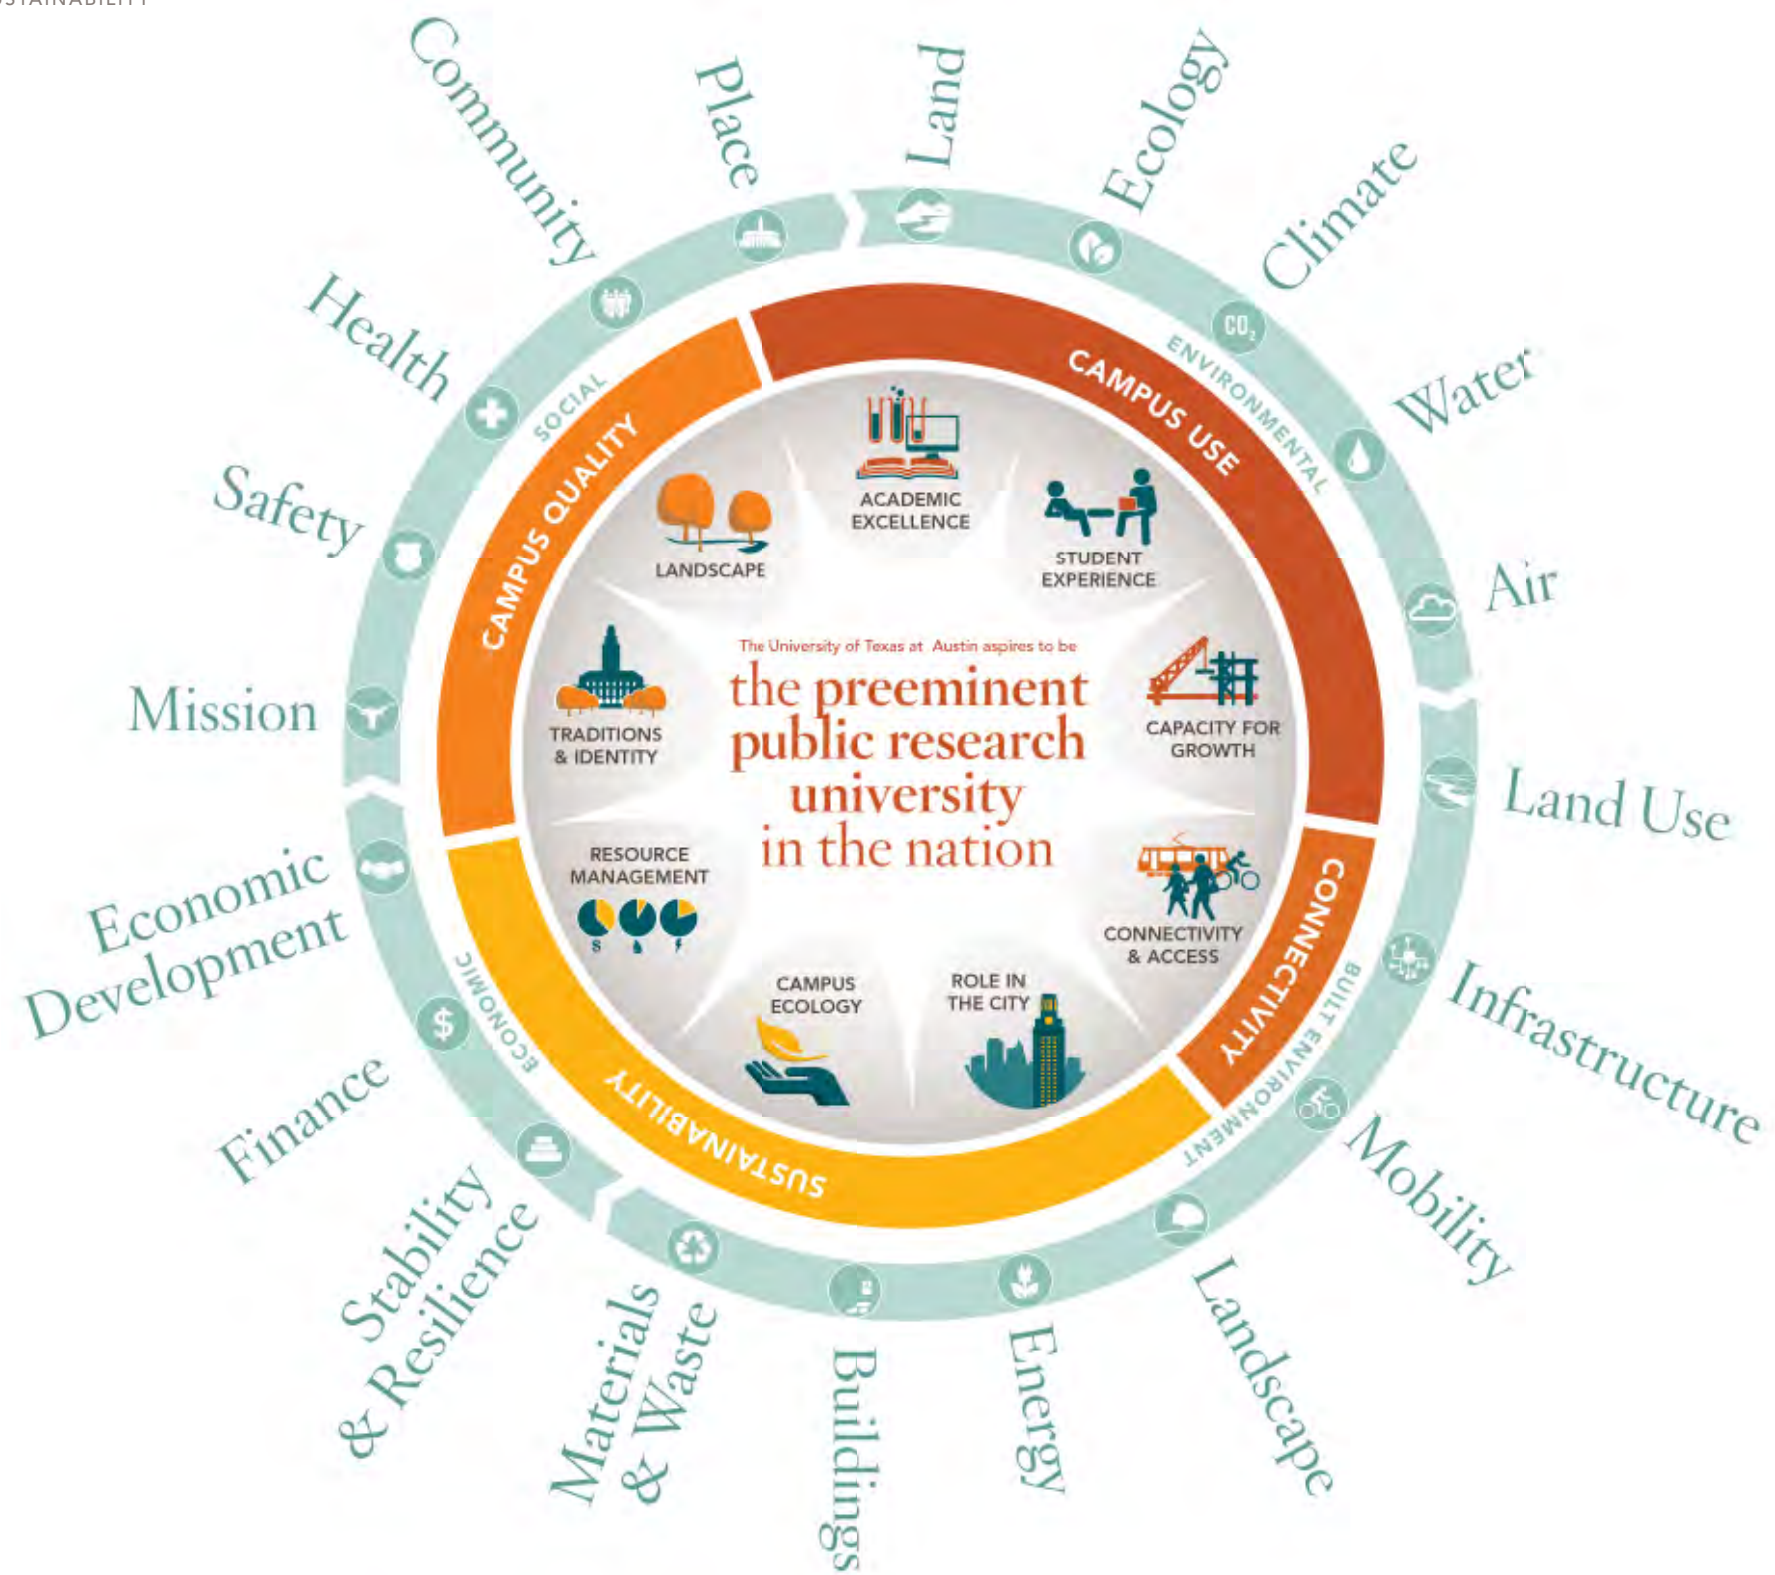 Community
Place
Land
Ecology
Climate
Water
Air
Land Use
Infrastructure
Mobility
Landscape
Energy
Buildings
Materials
& Waste
Stability
& Resilience
Finance
Economic
Development
Mission
Safety
Health
CO₂
$
SOCIAL
ENVIRONMENTAL
BUILT ENVIRONMENT
ECONOMIC
CAMPUS QUALITY
CAMPUS USE
CONNECTIVITY
SUSTAINABILITY
ACADEMIC
EXCELLENCE
STUDENT
EXPERIENCE
CAPACITY FOR
GROWTH
CONNECTIVITY
& ACCESS
ROLE IN
THE CITY
CAMPUS
ECOLOGY
RESOURCE
MANAGEMENT
$
TRADITIONS
& IDENTITY
LANDSCAPE
The University of Texas at Austin aspires to be
the preeminent
public research
university
in the nation